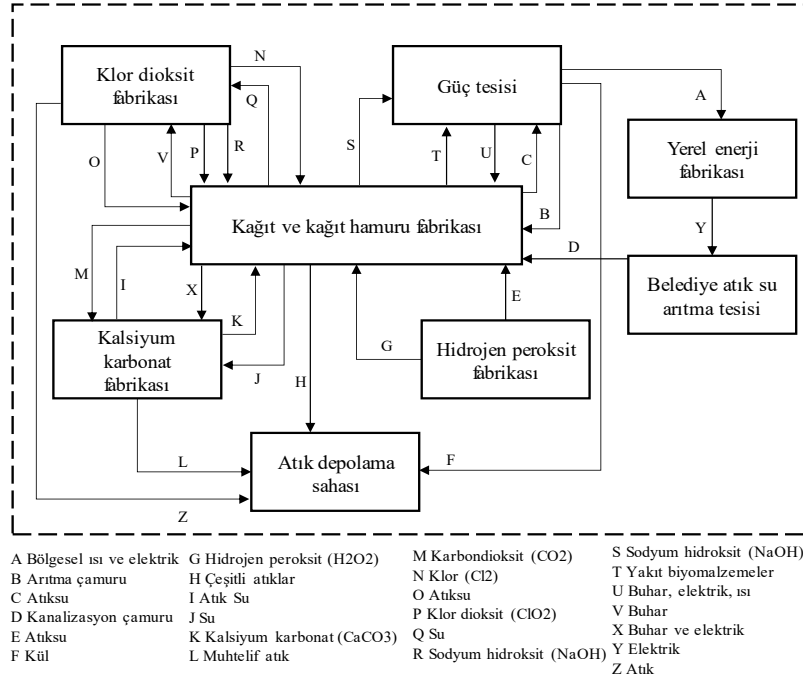 N
Klor dioksit
fabrikası
Güç tesisi
Q
A
Yerel enerji
fabrikası
O
V
P
R
S
T
U
C
B
Y
Kağıt ve kağıt hamuru fabrikası
D
Belediye atık su
arıtma tesisi
M
I
X
K
E
Kalsiyum
karbonat
fabrikası
J
H
G
Hidrojen peroksit
fabrikası
L
Atık depolama
sahası
F
Z
A Bölgesel ısı ve elektrik
B Arıtma çamuru
C Atıksu
D Kanalizasyon çamuru
E Atıksu
F Kül
G Hidrojen peroksit (H2O2)
H Çeşitli atıklar
I Atık Su
J Su
K Kalsiyum karbonat (CaCO3)
L Muhtelif atık
M Karbondioksit (CO2)
N Klor (Cl2)
O Atıksu
P Klor dioksit (ClO2)
Q Su
R Sodyum hidroksit (NaOH)
S Sodyum hidroksit (NaOH)
T Yakıt biyomalzemeler
U Buhar, elektrik, ısı
V Buhar
X Buhar ve elektrik
Y Elektrik
Z Atık